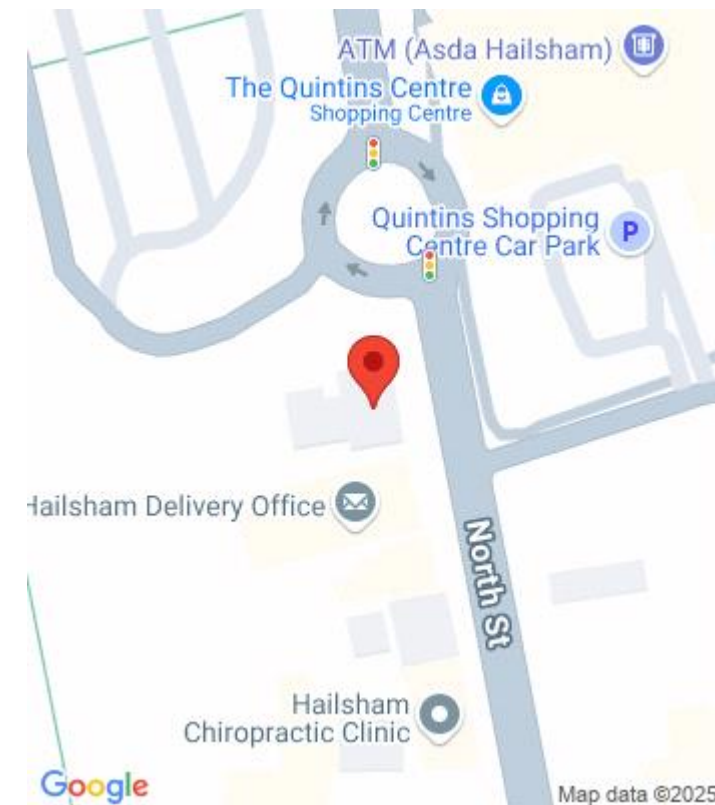 ATM (Asda Hailsham)
The Quintins Centre
Shopping Centre
Quintins Shopping
Centre Car Park
P
Hailsham Delivery Office
North St
Hailsham
Chiropractic Clinic
Google
Map data ©2025